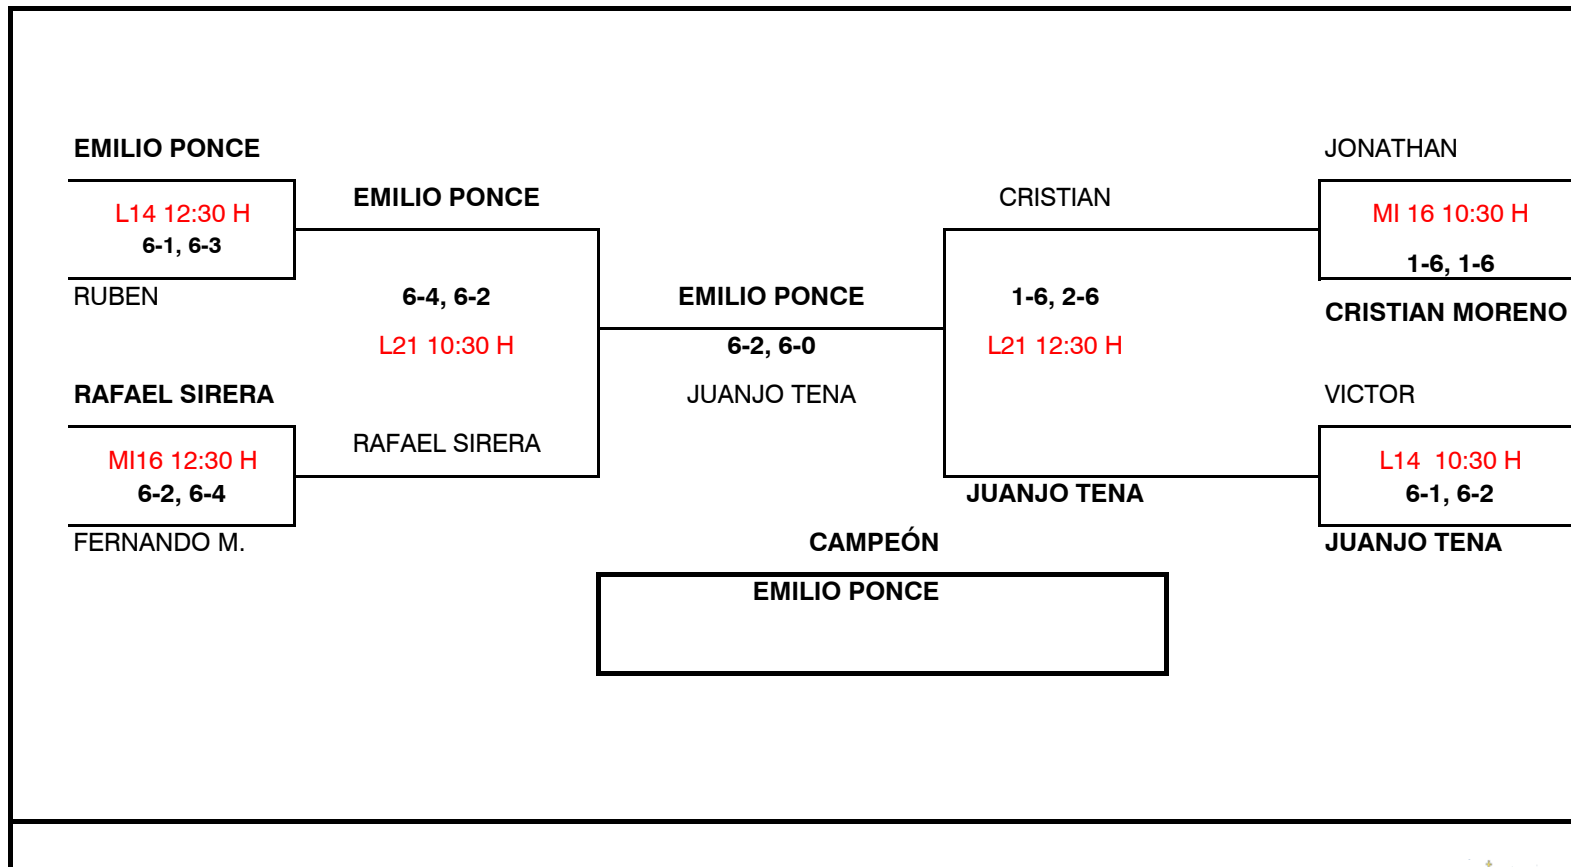 EMILIO PONCE
L14 12:30 H
6-1, 6-3
RUBEN
RAFAEL SIRERA
MI16 12:30 H
6-2, 6-4
FERNANDO M.
EMILIO PONCE
6-4, 6-2
L21 10:30 H
RAFAEL SIRERA
EMILIO PONCE
6-2, 6-0
JUANJO TENA
CRISTIAN
1-6, 2-6
L21 12:30 H
JUANJO TENA
JONATHAN
MI 16 10:30 H
1-6, 1-6
CRISTIAN MORENO
VICTOR
L14 10:30 H
6-1, 6-2
JUANJO TENA
CAMPEÓN
EMILIO PONCE